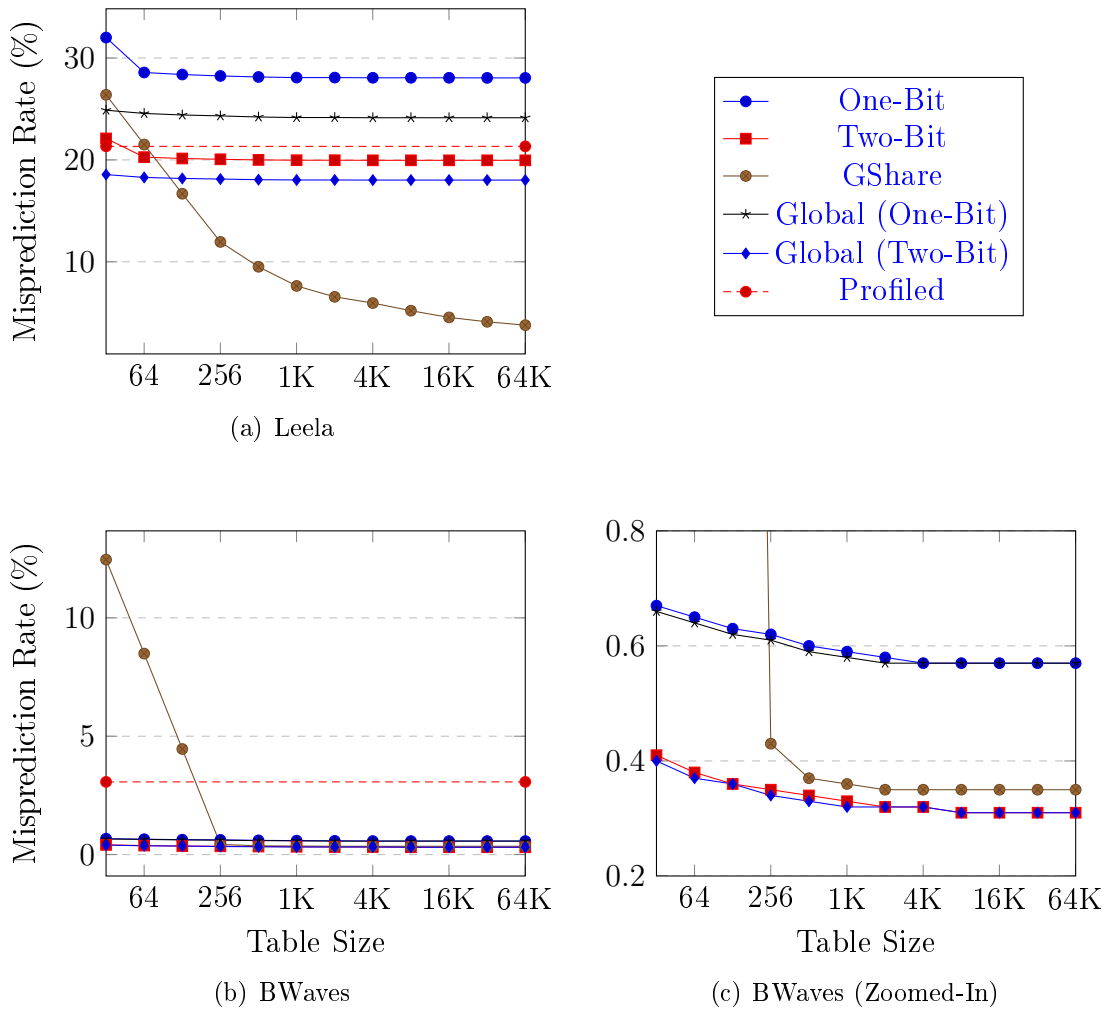 Misprediction Rate (%)
30
20
10
64 256 1K 4K 16K 64K
(a) Leela
One-Bit
Two-Bit
GShare
Global (One-Bit)
Global (Two-Bit)
Profiled
Misprediction Rate (%)
10
5
0
64 256 1K 4K 16K 64K
Table Size
(b) BWaves
0.8
0.6
0.4
0.2
64 256 1K 4K 16K 64K
Table Size
(c) BWaves (Zoomed-In)